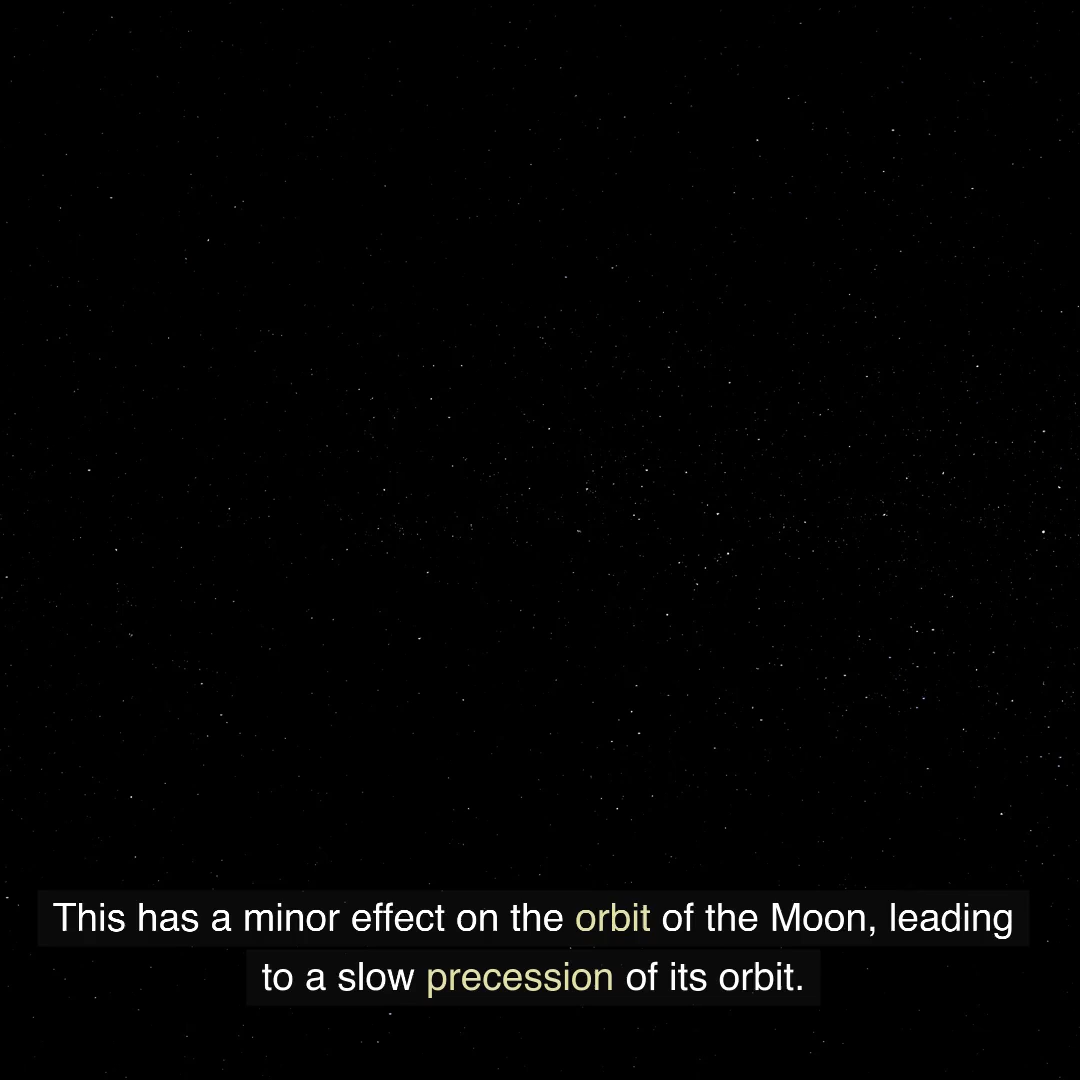 This has a minor effect on the orbit of the Moon, leading
to a slow precession of its orbit.